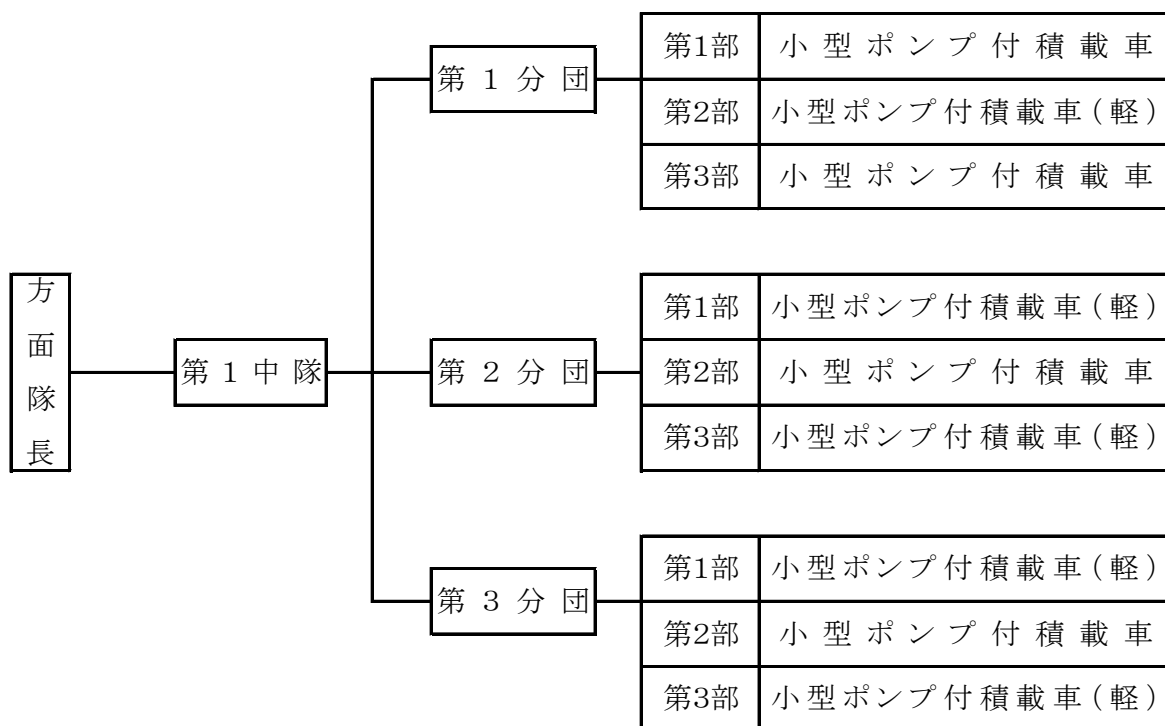 第1部 小型ポンプ付積載車
第1分団
第2部 小型ポンプ付積載車(軽)
第3部 小型ポンプ付積載車
方面隊長
第1中隊
第2分団
第1部 小型ポンプ付積載車(軽)
第2部 小型ポンプ付積載車
第3部 小型ポンプ付積載車(軽)
第3分団
第1部 小型ポンプ付積載車(軽)
第2部 小型ポンプ付積載車
第3部 小型ポンプ付積載車(軽)